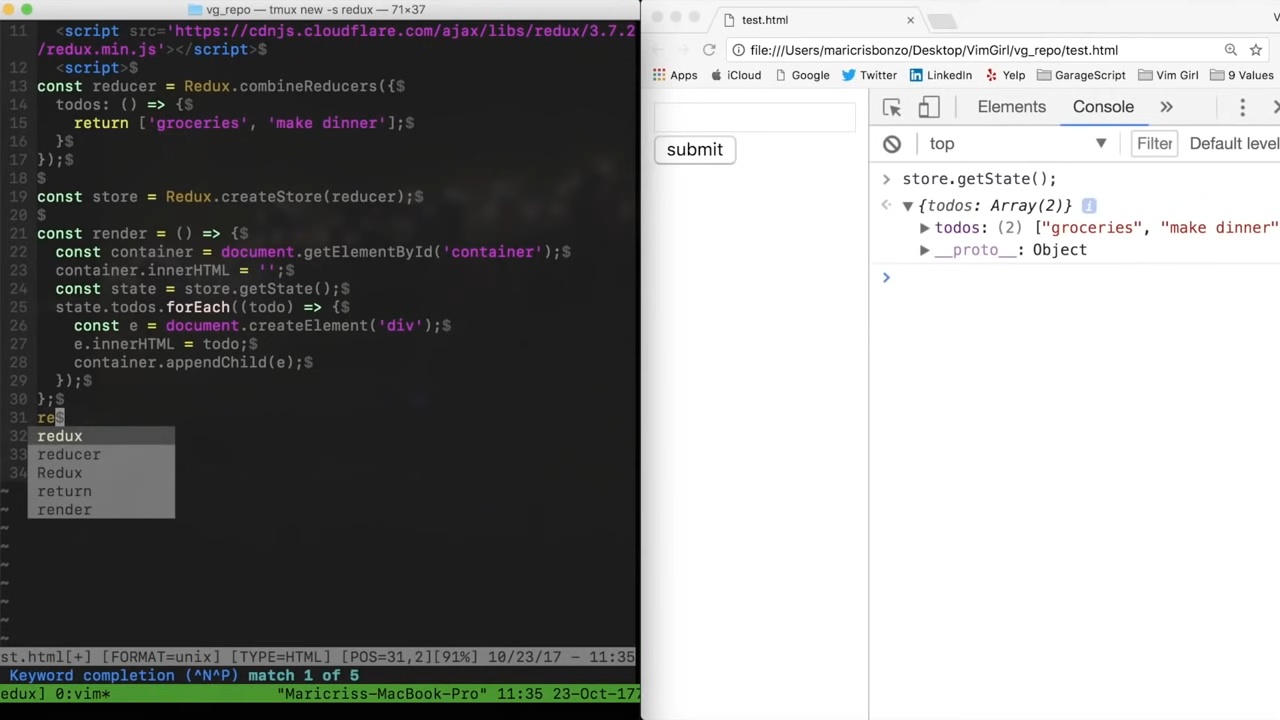 vg_repo — tmux new -s redux — 71×37
11 <script src='https://cdnjs.cloudflare.com/ajax/libs/redux/3.7.2
/redux.min.js'></script>$
12 <script>$
13 const reducer = Redux.combineReducers({$
14 todos: () => {$
15 return ['groceries', 'make dinner'];$
16 }$
17 });$
18 $
19 const store = Redux.createStore(reducer);$
20 $
21 const render = () => {$
22 const container = document.getElementById('container');$
23 container.innerHTML = '';$
24 const state = store.getState();$
25 state.todos.forEach((todo) => {$
26 const e = document.createElement('div');$
27 e.innerHTML = todo;$
28 container.appendChild(e);$
29 });$
30 };$
31 re$
32 redux
33 reducer
34 Redux
~ return
~ render
~
~
~
~
~
~
~
st.html[+] [FORMAT=unix] [TYPE=HTML] [POS=31,2][91%] 10/23/17 - 11:35
Keyword completion (^N^P) match 1 of 5
redux] 0:vim* "Maricriss-MacBook-Pro" 11:35 23-Oct-177
test.html ×
file:///Users/maricrisbonzo/Desktop/VimGirl/vg_repo/test.html
Apps iCloud Google Twitter LinkedIn Yelp GarageScript Vim Girl 9 Values
submit
Elements Console »
top ▼ Filter Default level
> store.getState();
▼ {todos: Array(2)} i
▶ todos: (2) ["groceries", "make dinner"
▶ __proto__: Object
>